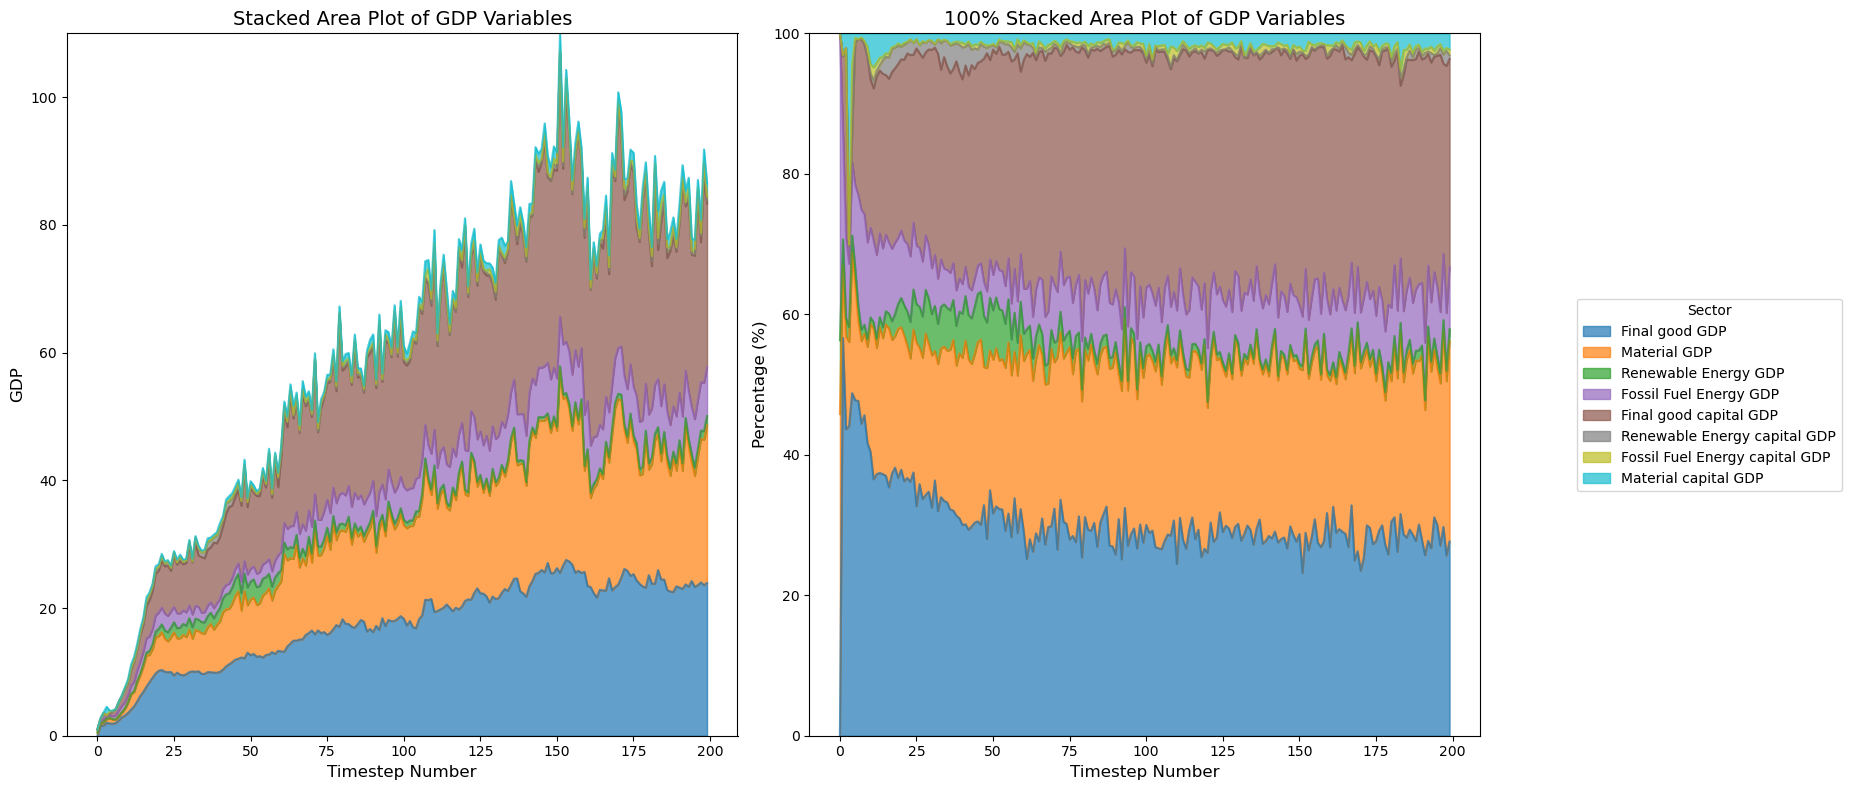 Stacked Area Plot of GDP Variables
GDP
100
80
60
40
20
0
0 25 50 75 100 125 150 175 200
Timestep Number
100% Stacked Area Plot of GDP Variables
Percentage (%)
100
80
60
40
20
0
0 25 50 75 100 125 150 175 200
Timestep Number
Sector
Final good GDP
Material GDP
Renewable Energy GDP
Fossil Fuel Energy GDP
Final good capital GDP
Renewable Energy capital GDP
Fossil Fuel Energy capital GDP
Material capital GDP